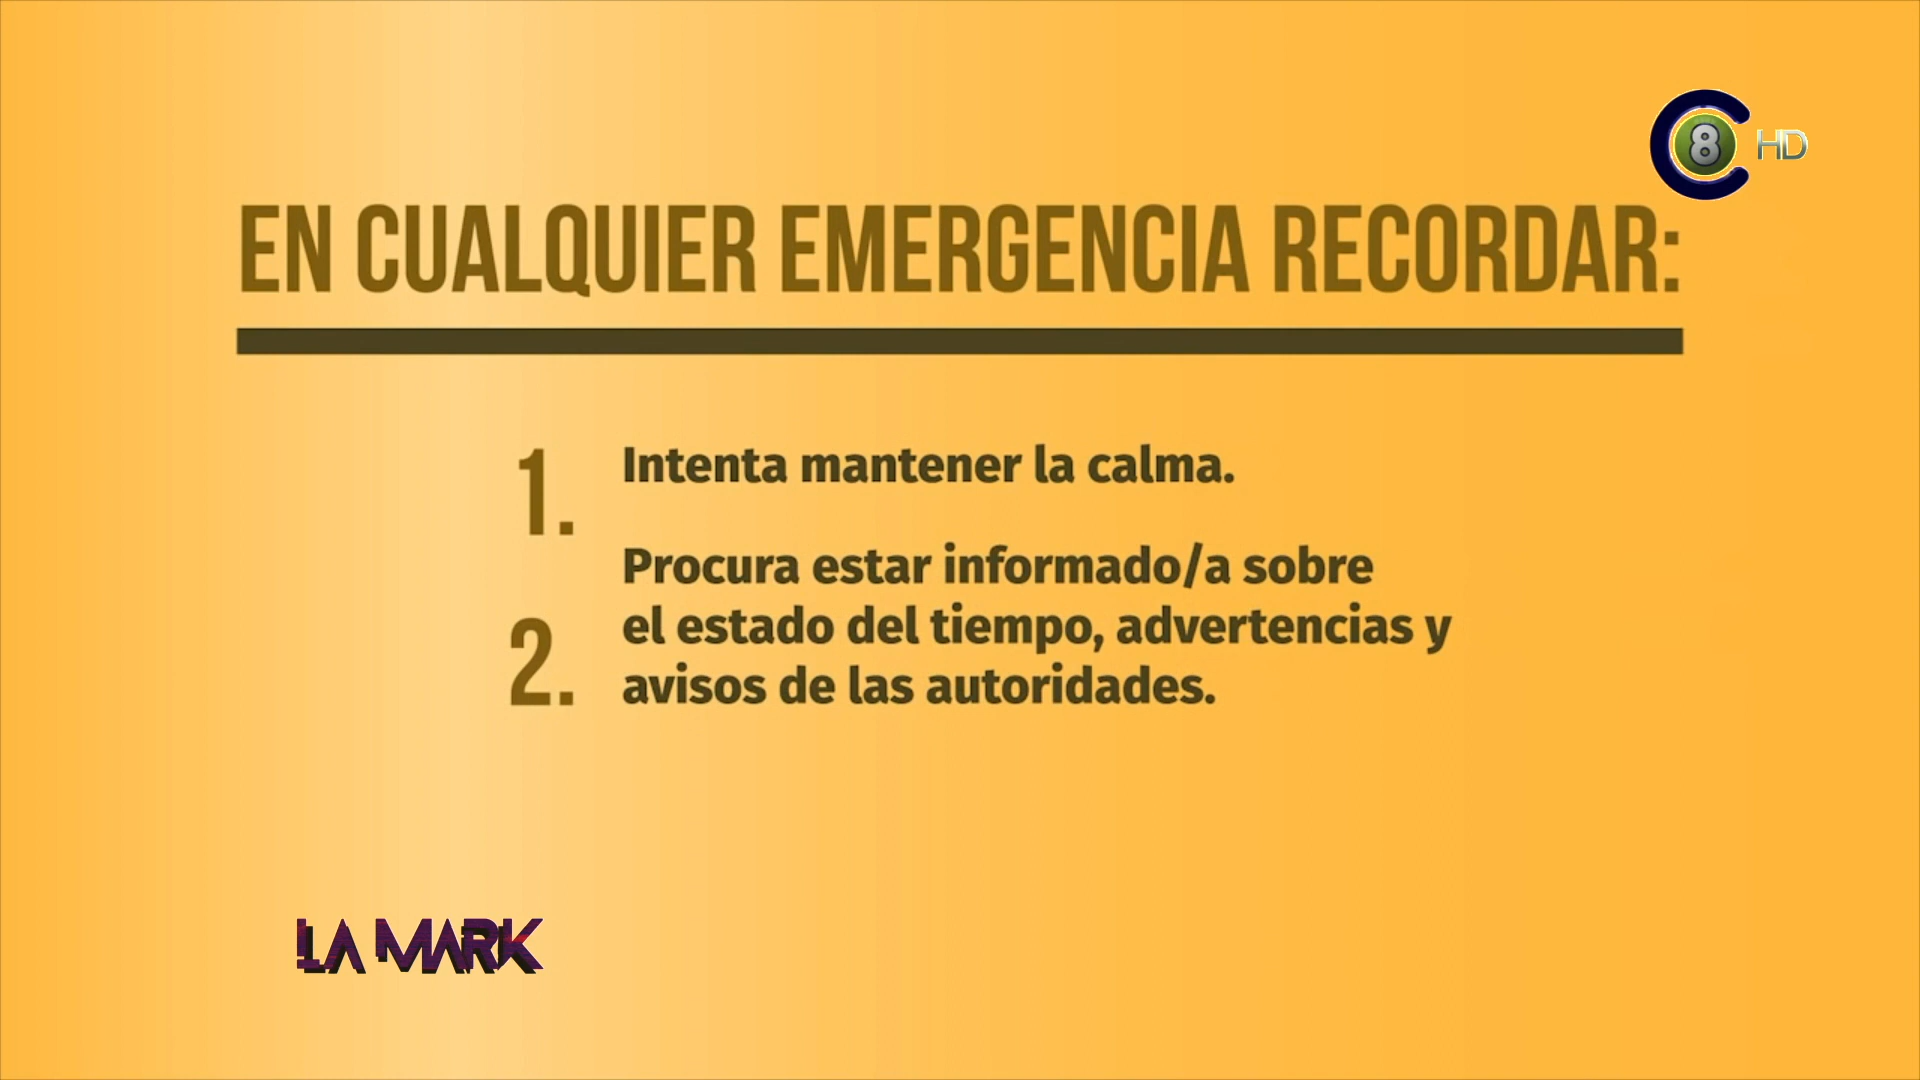 C 8 HD
EN CUALQUIER EMERGENCIA RECORDAR:
1. Intenta mantener la calma.
2. Procura estar informado/a sobre
el estado del tiempo, advertencias y
avisos de las autoridades.
LA MARK